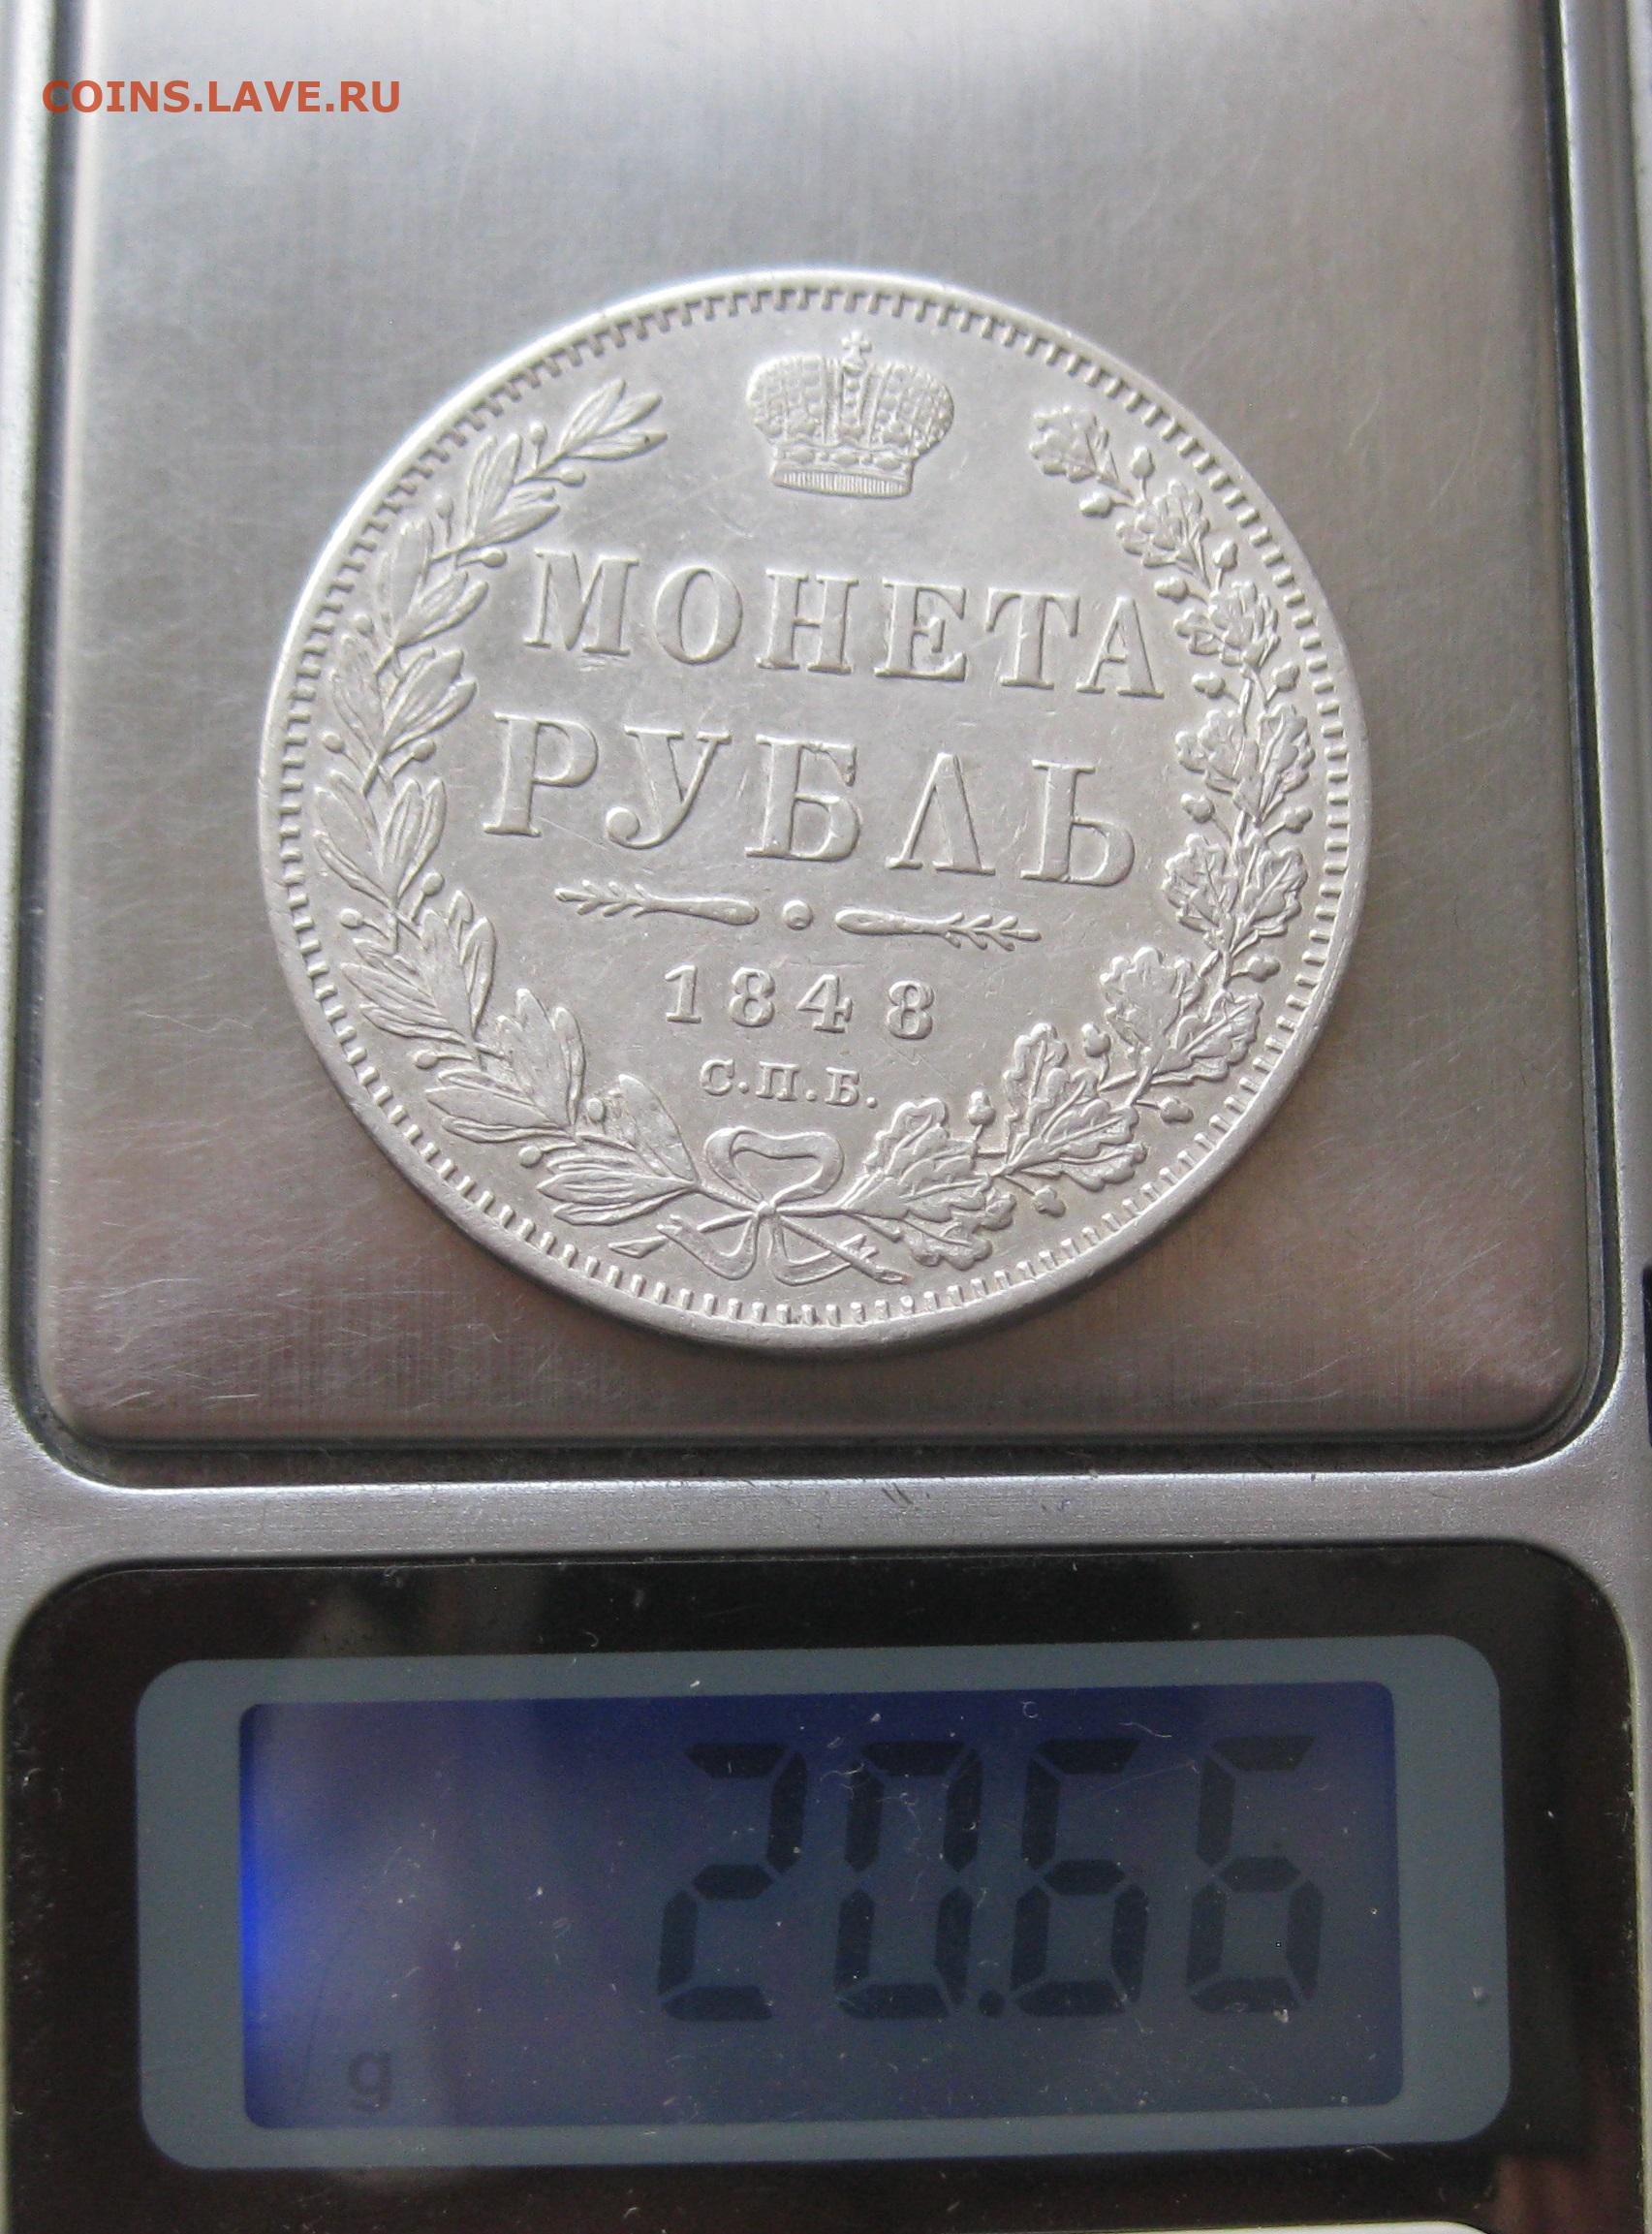 COINS.LAVE.RU
МОНЕТА
РУБЛЬ
1848
С.П.Б.
20.66
g